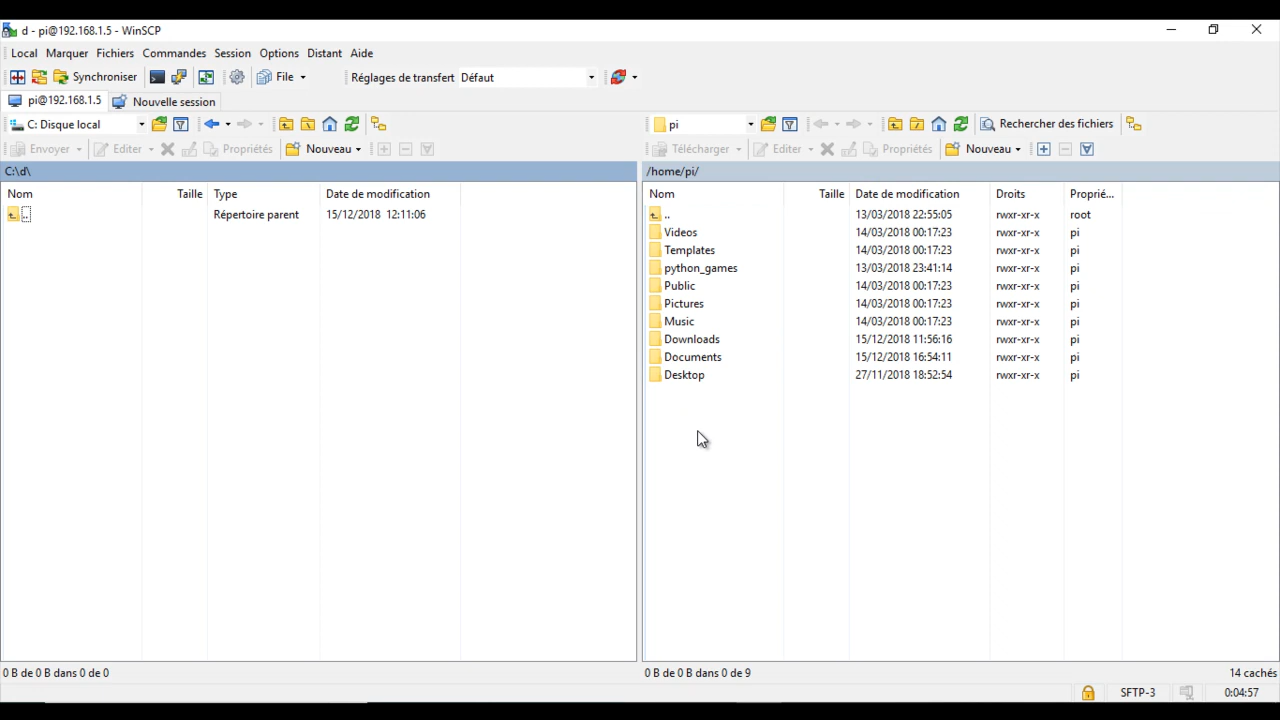 d - pi@192.168.1.5 - WinSCP
Local Marquer Fichiers Commandes Session Options Distant Aide
Synchroniser File Réglages de transfert Défaut
pi@192.168.1.5 Nouvelle session
C: Disque local pi Rechercher des fichiers
Envoyer Editer Propriétés Nouveau Télécharger Editer Propriétés Nouveau
C:\d\ /home/pi/
Nom Taille Type Date de modification Nom Taille Date de modification Droits Proprié...
.. Répertoire parent 15/12/2018 12:11:06 .. 13/03/2018 22:55:05 rwxr-xr-x root
Videos 14/03/2018 00:17:23 rwxr-xr-x pi
Templates 14/03/2018 00:17:23 rwxr-xr-x pi
python_games 13/03/2018 23:41:14 rwxr-xr-x pi
Public 14/03/2018 00:17:23 rwxr-xr-x pi
Pictures 14/03/2018 00:17:23 rwxr-xr-x pi
Music 14/03/2018 00:17:23 rwxr-xr-x pi
Downloads 15/12/2018 11:56:16 rwxr-xr-x pi
Documents 15/12/2018 16:54:11 rwxr-xr-x pi
Desktop 27/11/2018 18:52:54 rwxr-xr-x pi
0 B de 0 B dans 0 de 0 0 B de 0 B dans 0 de 9 14 cachés
SFTP-3 0:04:57